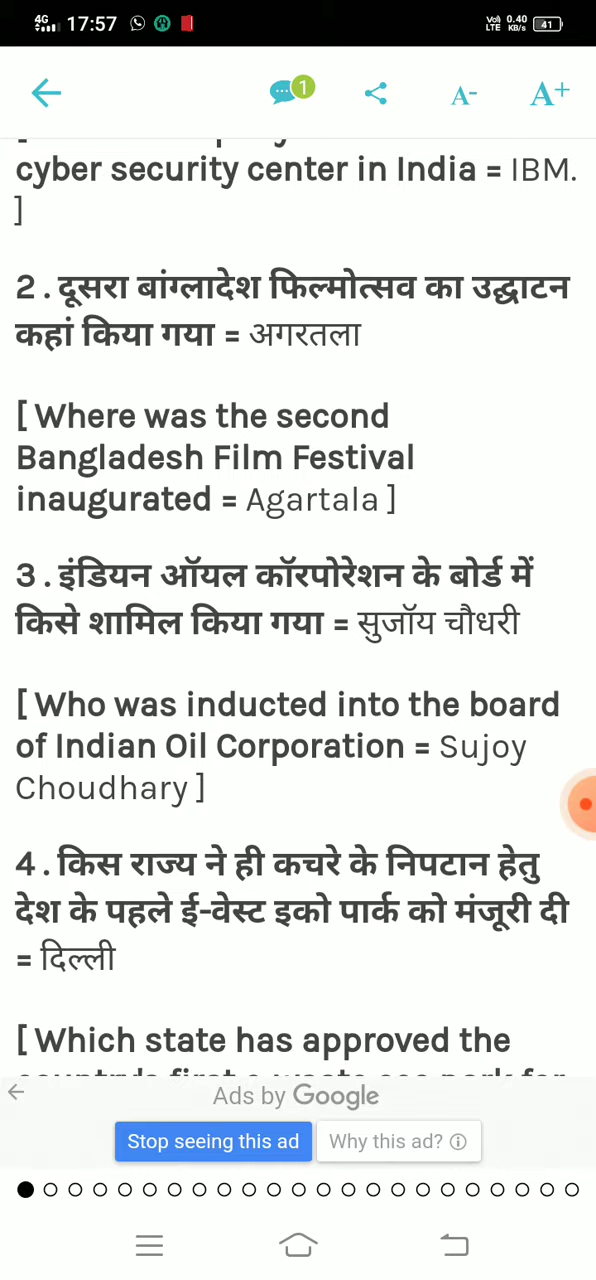 4G 17:57 Vo) LTE 0.40 KB/s 41
1 A- A+
cyber security center in India = IBM.
]
2 . दूसरा बांग्लादेश फिल्मोत्सव का उद्घाटन
कहां किया गया = अगरतला
[ Where was the second
Bangladesh Film Festival
inaugurated = Agartala ]
3 . इंडियन ऑयल कॉरपोरेशन के बोर्ड में
किसे शामिल किया गया = सुजॉय चौधरी
[ Who was inducted into the board
of Indian Oil Corporation = Sujoy
Choudhary ]
4 . किस राज्य ने ही कचरे के निपटान हेतु
देश के पहले ई-वेस्ट इको पार्क को मंजूरी दी
= दिल्ली
[ Which state has approved the
Ads by Google
Stop seeing this ad Why this ad?